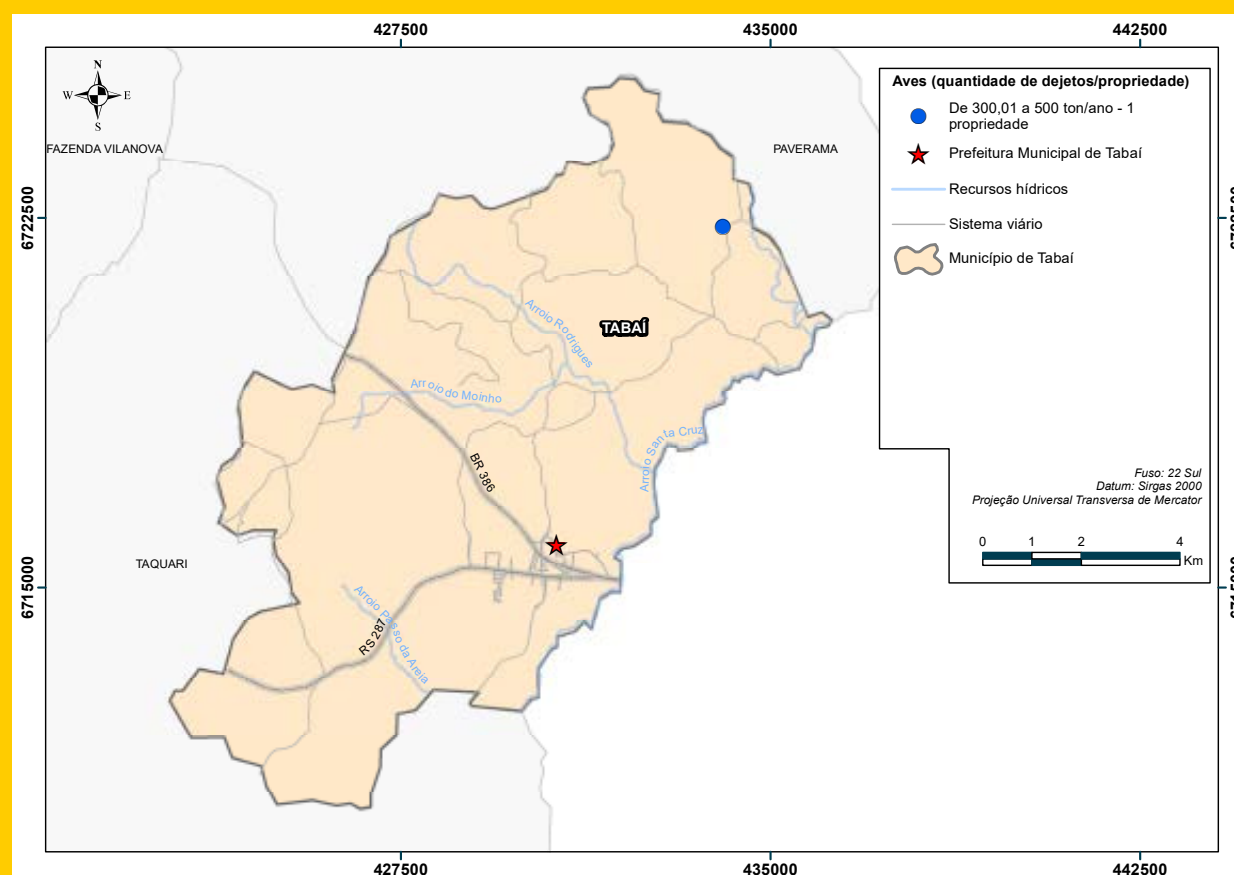 427500
435000
442500
N
W
E
S
FAZENDA VILANOVA
PAVERAMA
Aves (quantidade de dejetos/propriedade)
De 300,01 a 500 ton/ano - 1
propriedade
Prefeitura Municipal de Tabaí
Recursos hídricos
Sistema viário
Município de Tabaí
6722500
Arroio Rodrigues
TABAÍ
Arroio do Moinho
Arroio Santa Cruz
BR 386
Fuso: 22 Sul
Datum: Sirgas 2000
Projeção Universal Transversa de Mercator
0
1
2
4
Km
TAQUARI
6715000
Arroio Passo da Areia
RS 287
427500
435000
442500